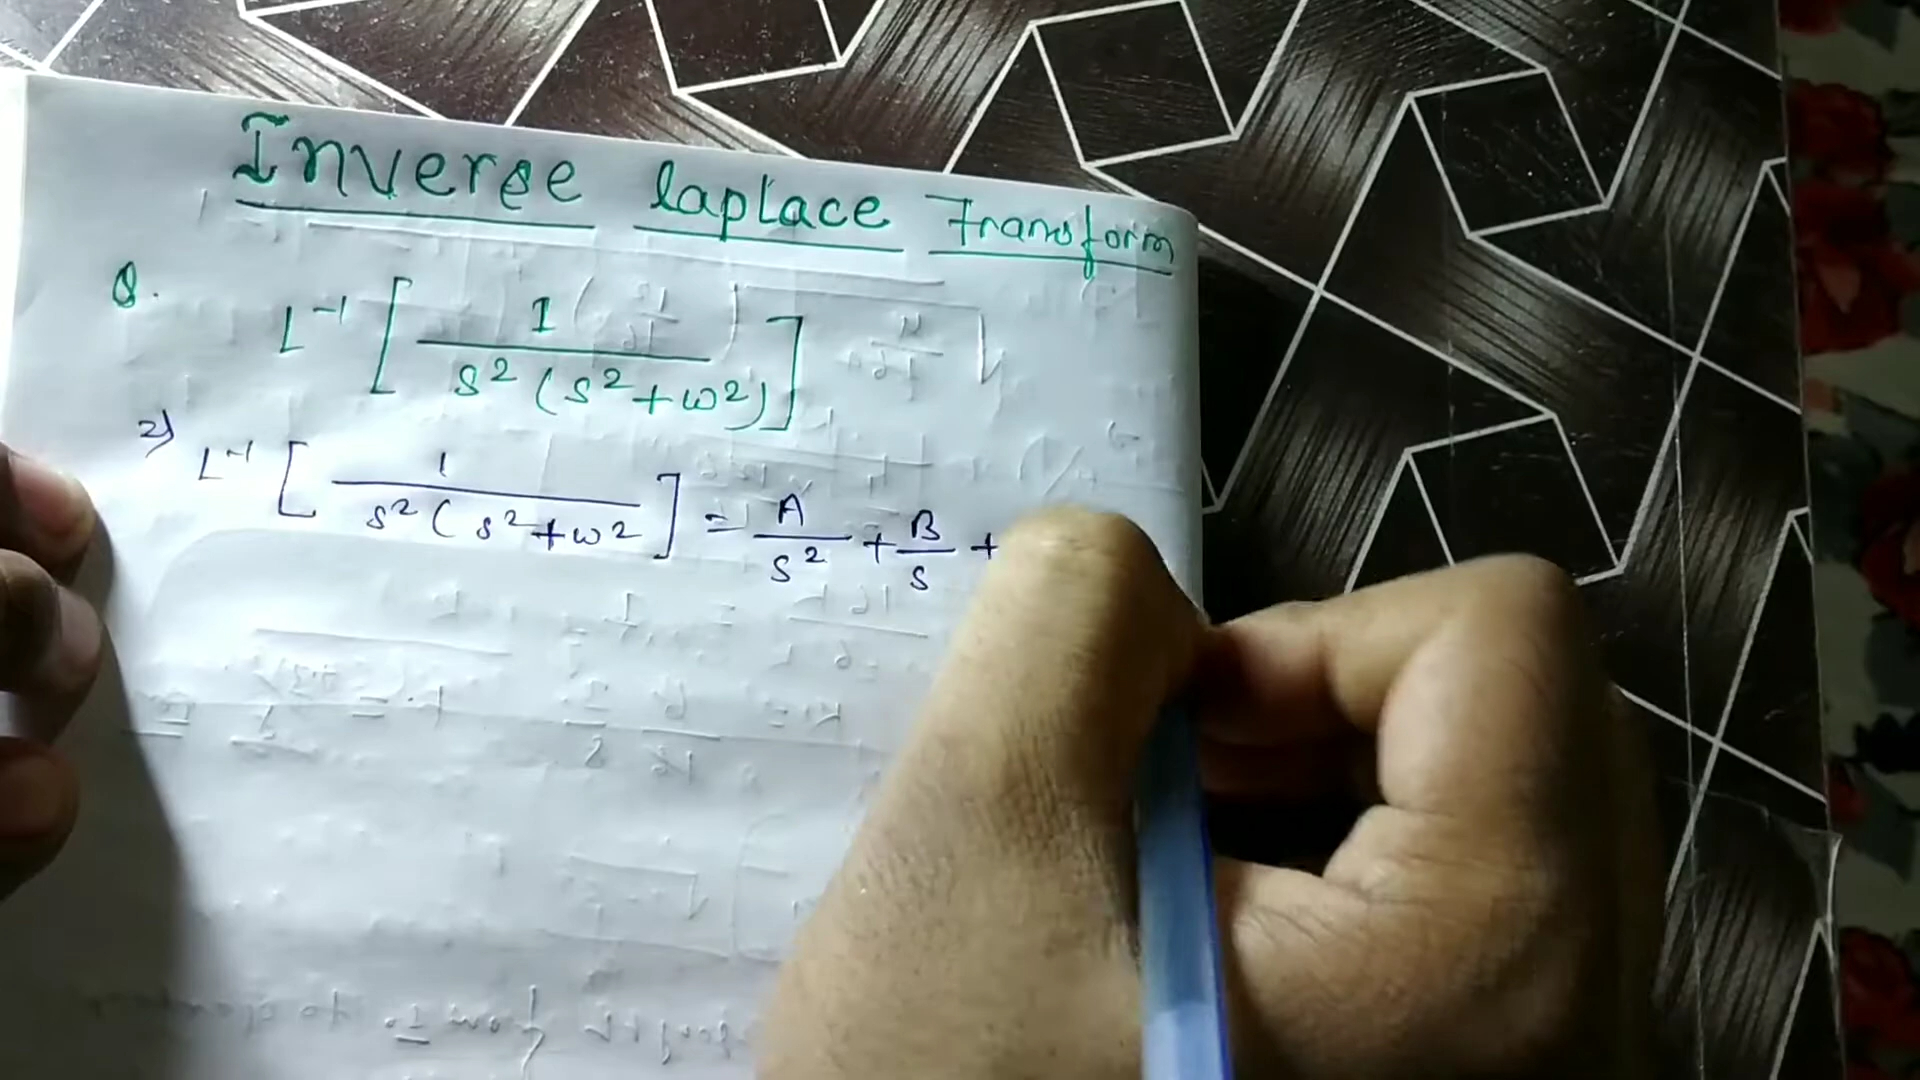 Inverse laplace Transform
Q. L⁻¹ [ 1 / s² (s² + ω²) ]
2) L⁻¹ [ 1 / s² ( s² + ω² ] = A / s² + B / s +